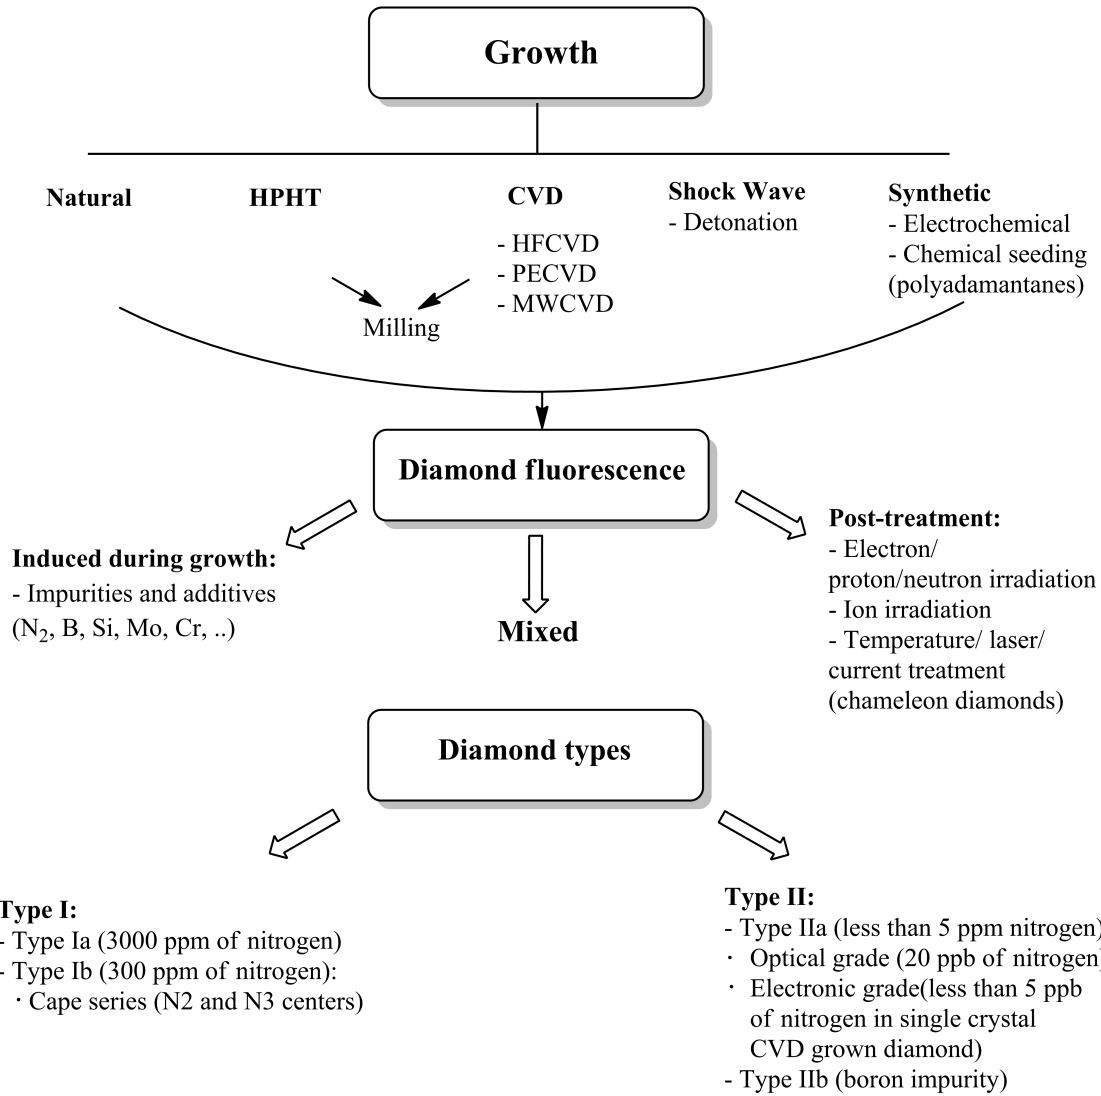 Growth
Natural
HPHT
CVD
- HFCVD
- PECVD
- MWCVD
Shock Wave
- Detonation
Synthetic
- Electrochemical
- Chemical seeding
(polyadamantanes)
Milling
Diamond fluorescence
Induced during growth:
- Impurities and additives
(N2, B, Si, Mo, Cr, ..)
Mixed
Post-treatment:
- Electron/
proton/neutron irradiation
- Ion irradiation
- Temperature/ laser/
current treatment
(chameleon diamonds)
Diamond types
Type I:
- Type Ia (3000 ppm of nitrogen)
- Type Ib (300 ppm of nitrogen):
· Cape series (N2 and N3 centers)
Type II:
- Type IIa (less than 5 ppm nitrogen)
· Optical grade (20 ppb of nitrogen)
· Electronic grade(less than 5 ppb
of nitrogen in single crystal
CVD grown diamond)
- Type IIb (boron impurity)